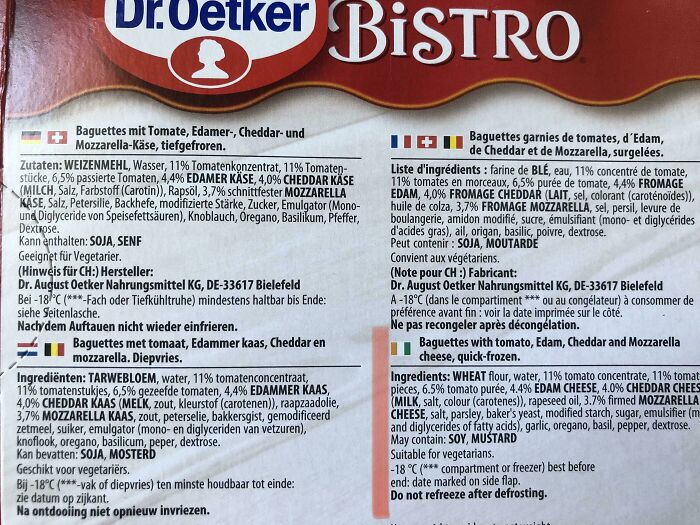 Dr.Oetker
BiSTRO
Baguettes mit Tomate, Edamer-, Cheddar- und
Mozzarella-Käse, tiefgefroren.
Zutaten: WEIZENMEHL, Wasser, 11% Tomatenkonzentrat, 11% Tomaten-
stücke, 6,5% passierte Tomaten, 4,4% EDAMER KÄSE, 4,0% CHEDDAR KÄSE
(MILCH, Salz, Farbstoff (Carotin)), Rapsöl, 3,7% schnittfester MOZZARELLA
KÄSE, Salz, Petersilie, Backhefe, modifizierte Stärke, Zucker, Emulgator (Mono-
und Diglyceride von Speisefettsäuren), Knoblauch, Oregano, Basilikum, Pfeffer,
Dextrose.
Kann enthalten: SOJA, SENF
Geeignet für Vegetarier.
(Hinweis für CH:) Hersteller:
Dr. August Oetker Nahrungsmittel KG, DE-33617 Bielefeld
Bei -18°C (***-Fach oder Tiefkühltruhe) mindestens haltbar bis Ende:
siehe Seitenlasche.
Nach dem Auftauen nicht wieder einfrieren.
Baguettes met tomaat, Edammer kaas, Cheddar en
mozzarella. Diepvries.
Ingrediënten: TARWEBLOEM, water, 11% tomatenconcentraat,
11% tomatenstukjes, 6,5% gezeefde tomaten, 4,4% EDAMMER KAAS,
4,0% CHEDDAR KAAS (MELK, zout, kleurstof (carotenen)), raapzaadolie,
3,7% MOZZARELLA KAAS, zout, peterselie, bakkersgist, gemodificeerd
zetmeel, suiker, emulgator (mono- en diglyceriden van vetzuren),
knoflook, oregano, basilicum, peper, dextrose.
Kan bevatten: SOJA, MOSTERD
Geschikt voor vegetariërs.
Bij -18°C (***-vak of diepvries) ten minste houdbaar tot einde:
zie datum op zijkant.
Na ontdooiing niet opnieuw invriezen.
Baguettes garnies de tomates, d´Edam,
de Cheddar et de Mozzarella, surgelées.
Liste d'ingrédients : farine de BLÉ, eau, 11% concentré de tomate,
11% tomates en morceaux, 6,5% purée de tomate, 4,4% FROMAGE
EDAM, 4,0% FROMAGE CHEDDAR (LAIT, sel, colorant (caroténoïdes)),
huile de colza, 3,7% FROMAGE MOZZARELLA, sel, persil, levure de
boulangerie, amidon modifié, sucre, émulsifiant (mono- et diglycérides
d'acides gras), ail, origan, basilic, poivre, dextrose.
Peut contenir : SOJA, MOUTARDE
Convient aux végétariens.
(Note pour CH :) Fabricant:
Dr. August Oetker Nahrungsmittel KG, DE-33617 Bielefeld
A -18°C (dans le compartiment *** ou au congélateur) à consommer de
préférence avant fin : voir la date imprimée sur le côté.
Ne pas recongeler après décongélation.
Baguettes with tomato, Edam, Cheddar and Mozzarella
cheese, quick-frozen.
Ingredients: WHEAT flour, water, 11% tomato concentrate, 11% tomat
pieces, 6.5% tomato purée, 4.4% EDAM CHEESE, 4.0% CHEDDAR CHEES
(MILK, salt, colour (carotenes)), rapeseed oil, 3.7% firmed MOZZARELLA
CHEESE, salt, parsley, baker's yeast, modified starch, sugar, emulsifier (m
and diglycerides of fatty acids), garlic, oregano, basil, pepper, dextrose.
May contain: SOY, MUSTARD
Suitable for vegetarians.
-18 °C (*** compartment or freezer) best before
end: date marked on side flap.
Do not refreeze after defrosting.